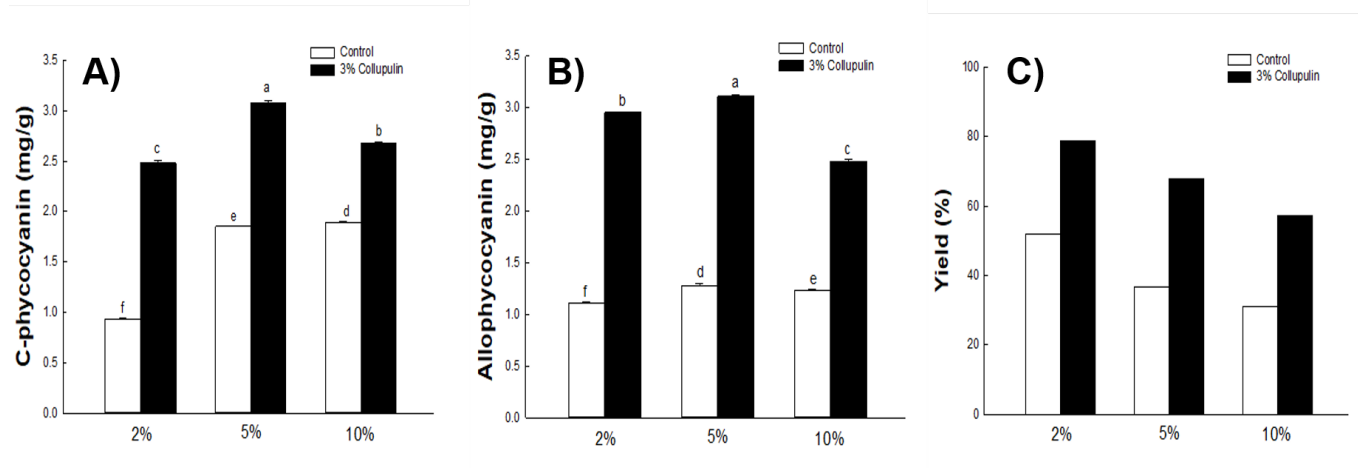 A)
Control
3% Collupulin
C-phycocyanin (mg/g)
3.5
3.0
2.5
2.0
1.5
1.0
0.5
0.0
f
c
e
a
d
b
2%
5%
10%
B)
Control
3% Collupulin
Allophycocyanin (mg/g)
3.5
3.0
2.5
2.0
1.5
1.0
0.5
0.0
f
b
d
a
e
c
2%
5%
10%
C)
Control
3% Collupulin
Yield (%)
100
80
60
40
20
0
2%
5%
10%